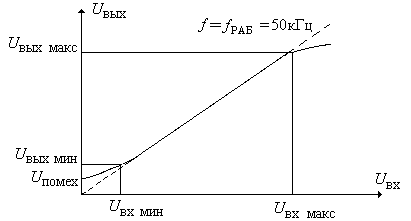 Uвых
f = fРАБ = 50кГц
Uвых макс
Uвых мин
Uпомех
Uвх мин
Uвх макс
Uвх